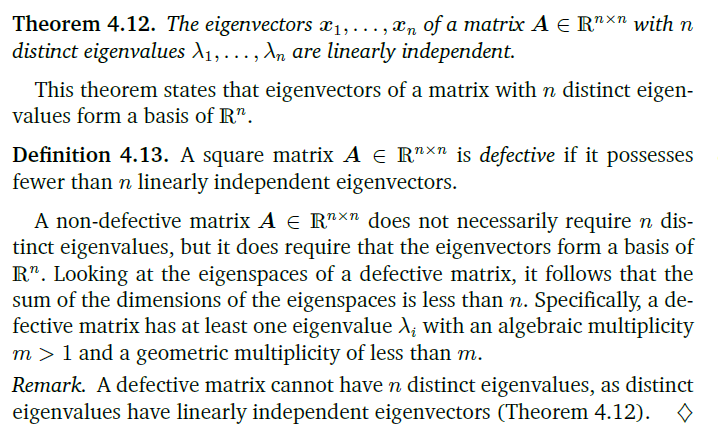 Theorem 4.12. The eigenvectors x₁, . . . , xₙ of a matrix A ∈ ℝⁿˣⁿ with n
distinct eigenvalues λ₁, . . . , λₙ are linearly independent.
This theorem states that eigenvectors of a matrix with n distinct eigen-
values form a basis of ℝⁿ.
Definition 4.13. A square matrix A ∈ ℝⁿˣⁿ is defective if it possesses
fewer than n linearly independent eigenvectors.
A non-defective matrix A ∈ ℝⁿˣⁿ does not necessarily require n dis-
tinct eigenvalues, but it does require that the eigenvectors form a basis of
ℝⁿ. Looking at the eigenspaces of a defective matrix, it follows that the
sum of the dimensions of the eigenspaces is less than n. Specifically, a de-
fective matrix has at least one eigenvalue λᵢ with an algebraic multiplicity
m > 1 and a geometric multiplicity of less than m.
Remark. A defective matrix cannot have n distinct eigenvalues, as distinct
eigenvalues have linearly independent eigenvectors (Theorem 4.12). ♢